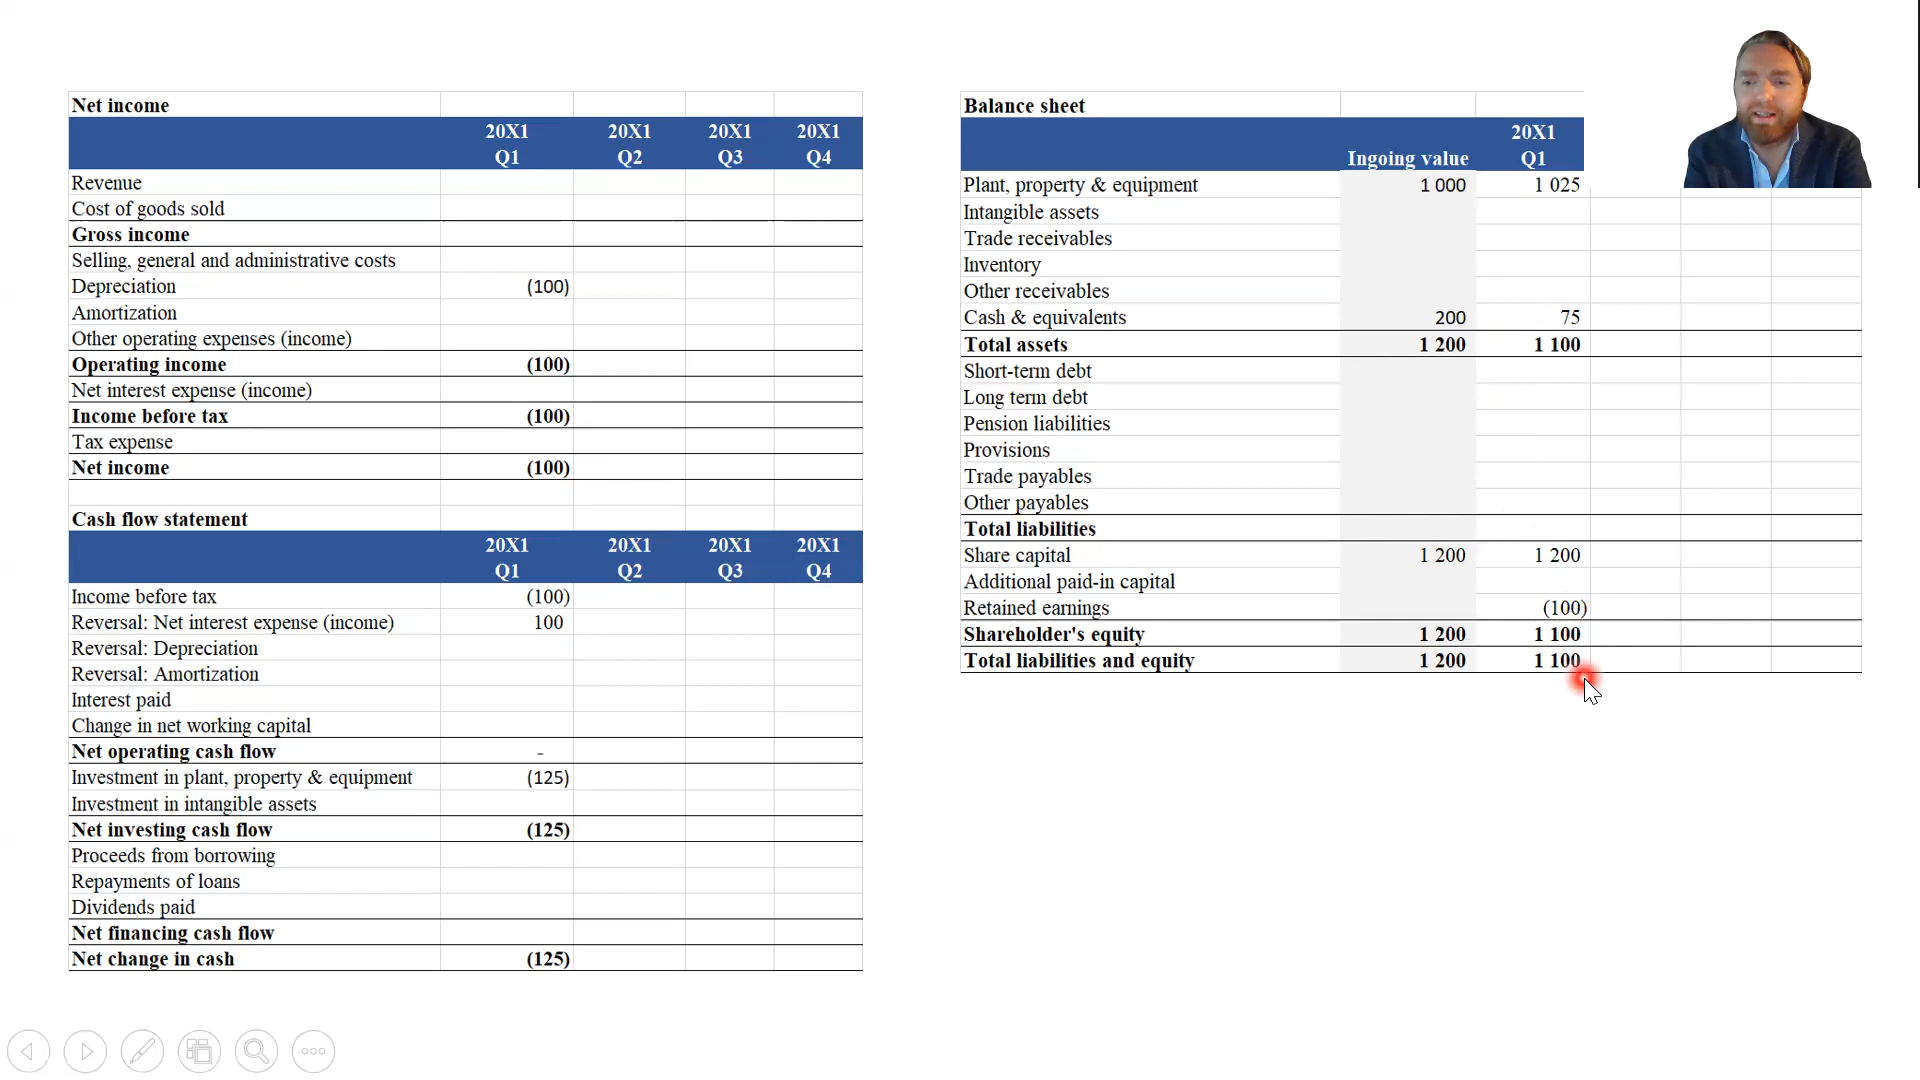 Net income
20X1 20X1 20X1 20X1
Q1 Q2 Q3 Q4
Revenue
Cost of goods sold
Gross income
Selling, general and administrative costs
Depreciation (100)
Amortization
Other operating expenses (income)
Operating income (100)
Net interest expense (income)
Income before tax (100)
Tax expense
Net income (100)
Cash flow statement
20X1 20X1 20X1 20X1
Q1 Q2 Q3 Q4
Income before tax (100)
Reversal: Net interest expense (income) 100
Reversal: Depreciation
Reversal: Amortization
Interest paid
Change in net working capital
Net operating cash flow -
Investment in plant, property & equipment (125)
Investment in intangible assets
Net investing cash flow (125)
Proceeds from borrowing
Repayments of loans
Dividends paid
Net financing cash flow
Net change in cash (125)
Balance sheet
20X1
Ingoing value Q1
Plant, property & equipment 1 000 1 025
Intangible assets
Trade receivables
Inventory
Other receivables
Cash & equivalents 200 75
Total assets 1 200 1 100
Short-term debt
Long term debt
Pension liabilities
Provisions
Trade payables
Other payables
Total liabilities
Share capital 1 200 1 200
Additional paid-in capital
Retained earnings (100)
Shareholder's equity 1 200 1 100
Total liabilities and equity 1 200 1 100